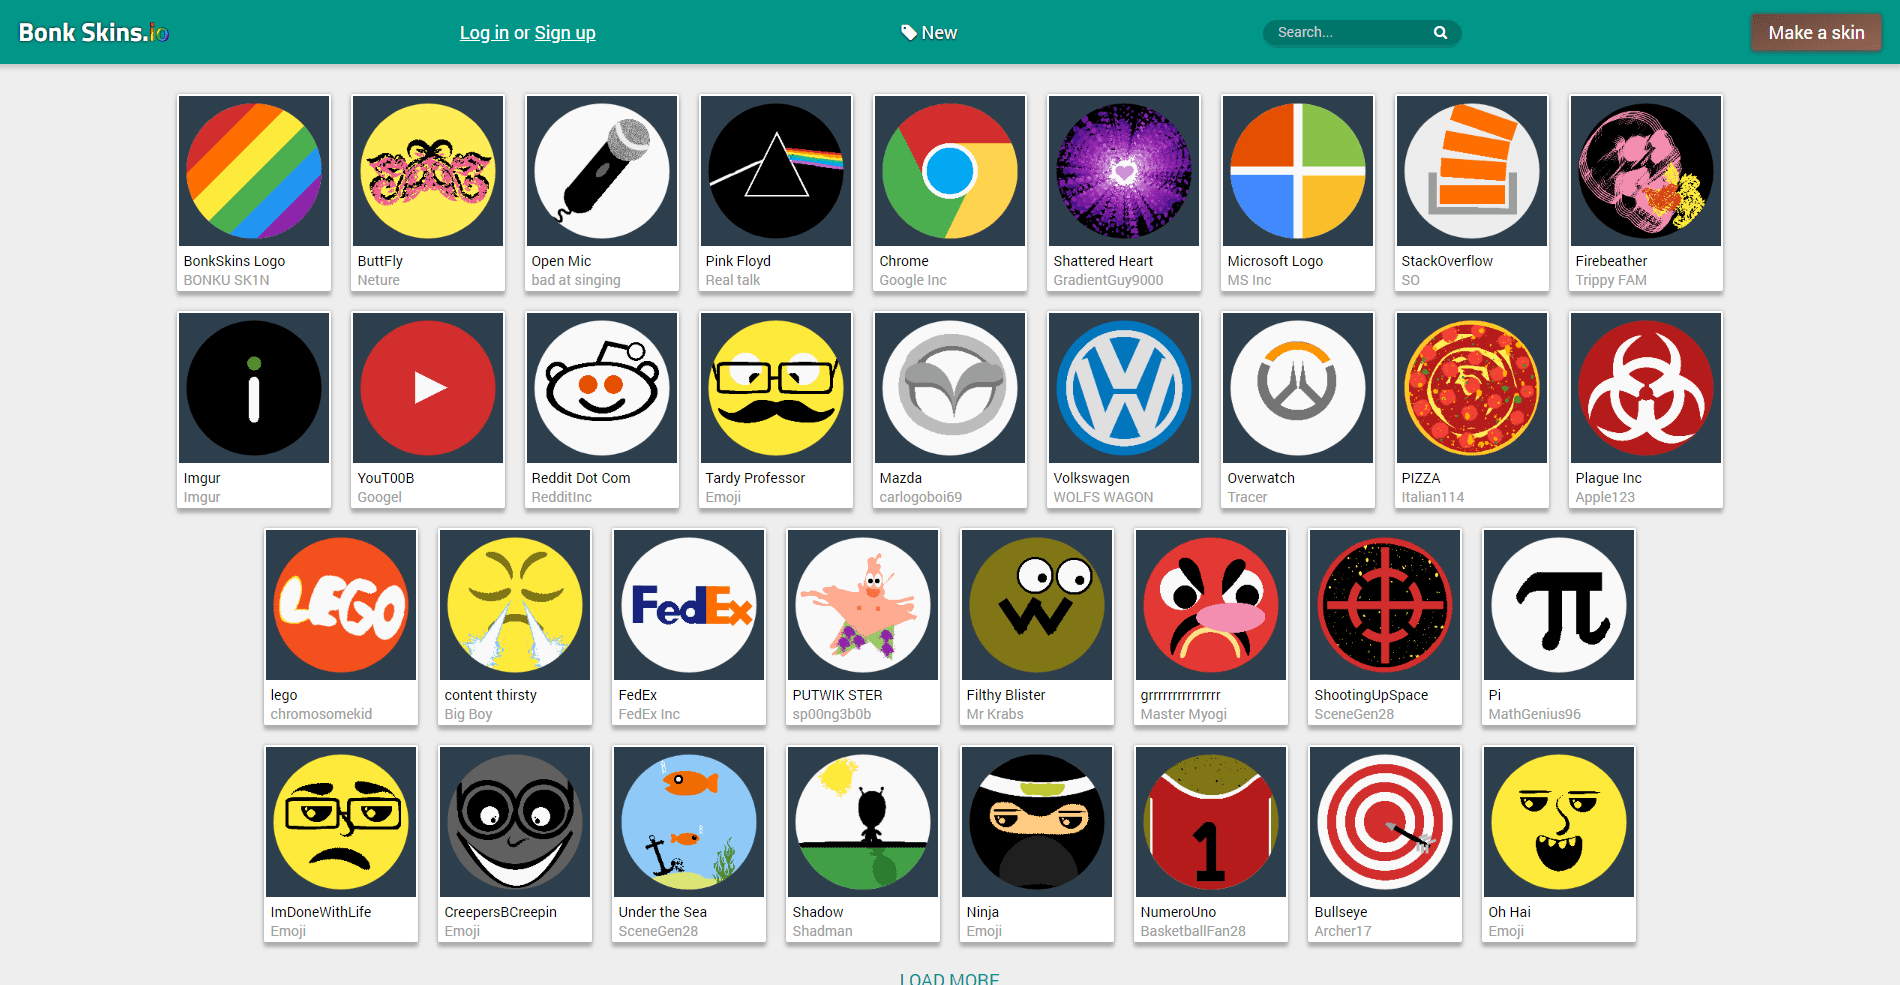 Bonk Skins.io
Log in or Sign up
New
Search...
Make a skin
BonkSkins Logo
BONKU SK1N
ButtFly
Neture
Open Mic
bad at singing
Pink Floyd
Real talk
Chrome
Google Inc
Shattered Heart
GradientGuy9000
Microsoft Logo
MS Inc
StackOverflow
SO
Firebeather
Trippy FAM
i
Imgur
Imgur
YouT00B
Googel
Reddit Dot Com
RedditInc
Tardy Professor
Emoji
Mazda
carlogoboi69
Volkswagen
WOLFS WAGON
Overwatch
Tracer
PIZZA
Italian114
Plague Inc
Apple123
LEGO
lego
chromosomekid
content thirsty
Big Boy
FedEx
FedEx
FedEx Inc
PUTWIK STER
sp00ng3b0b
Filthy Blister
Mr Krabs
grrrrrrrrrrrrrrr
Master Myogi
ShootingUpSpace
SceneGen28
π
Pi
MathGenius96
ImDoneWithLife
Emoji
CreepersBCreepin
Emoji
Under the Sea
SceneGen28
Shadow
Shadman
Ninja
Emoji
1
NumeroUno
BasketballFan28
Bullseye
Archer17
Oh Hai
Emoji
LOAD MORE